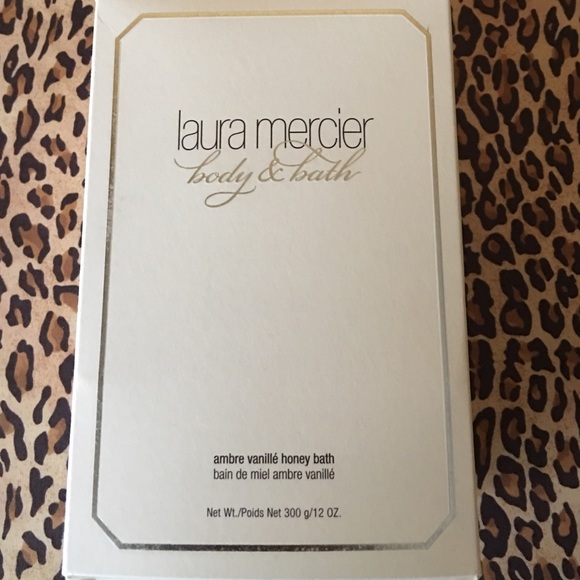 laura mercier
body & bath
ambre vanillé honey bath
bain de miel ambre vanillé
Net Wt./Poids Net 300 g/12 OZ.